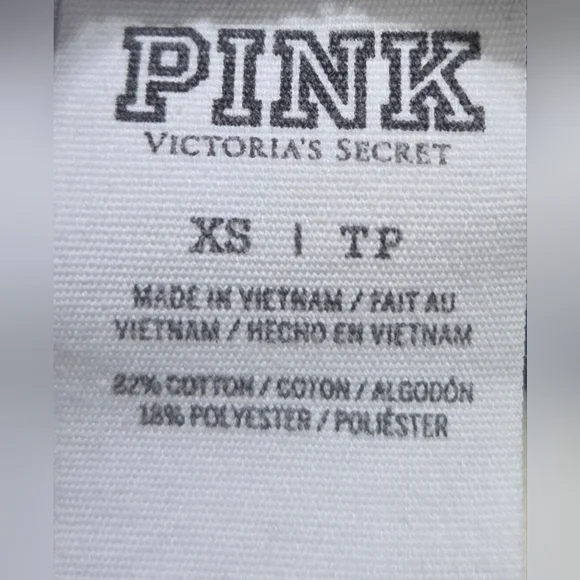 PINK
VICTORIA'S SECRET
XS | TP
MADE IN VIETNAM / FAIT AU
VIETNAM / HECHO EN VIETNAM
82% COTTON / COTON / ALGODÓN
18% POLYESTER / POLIÉSTER